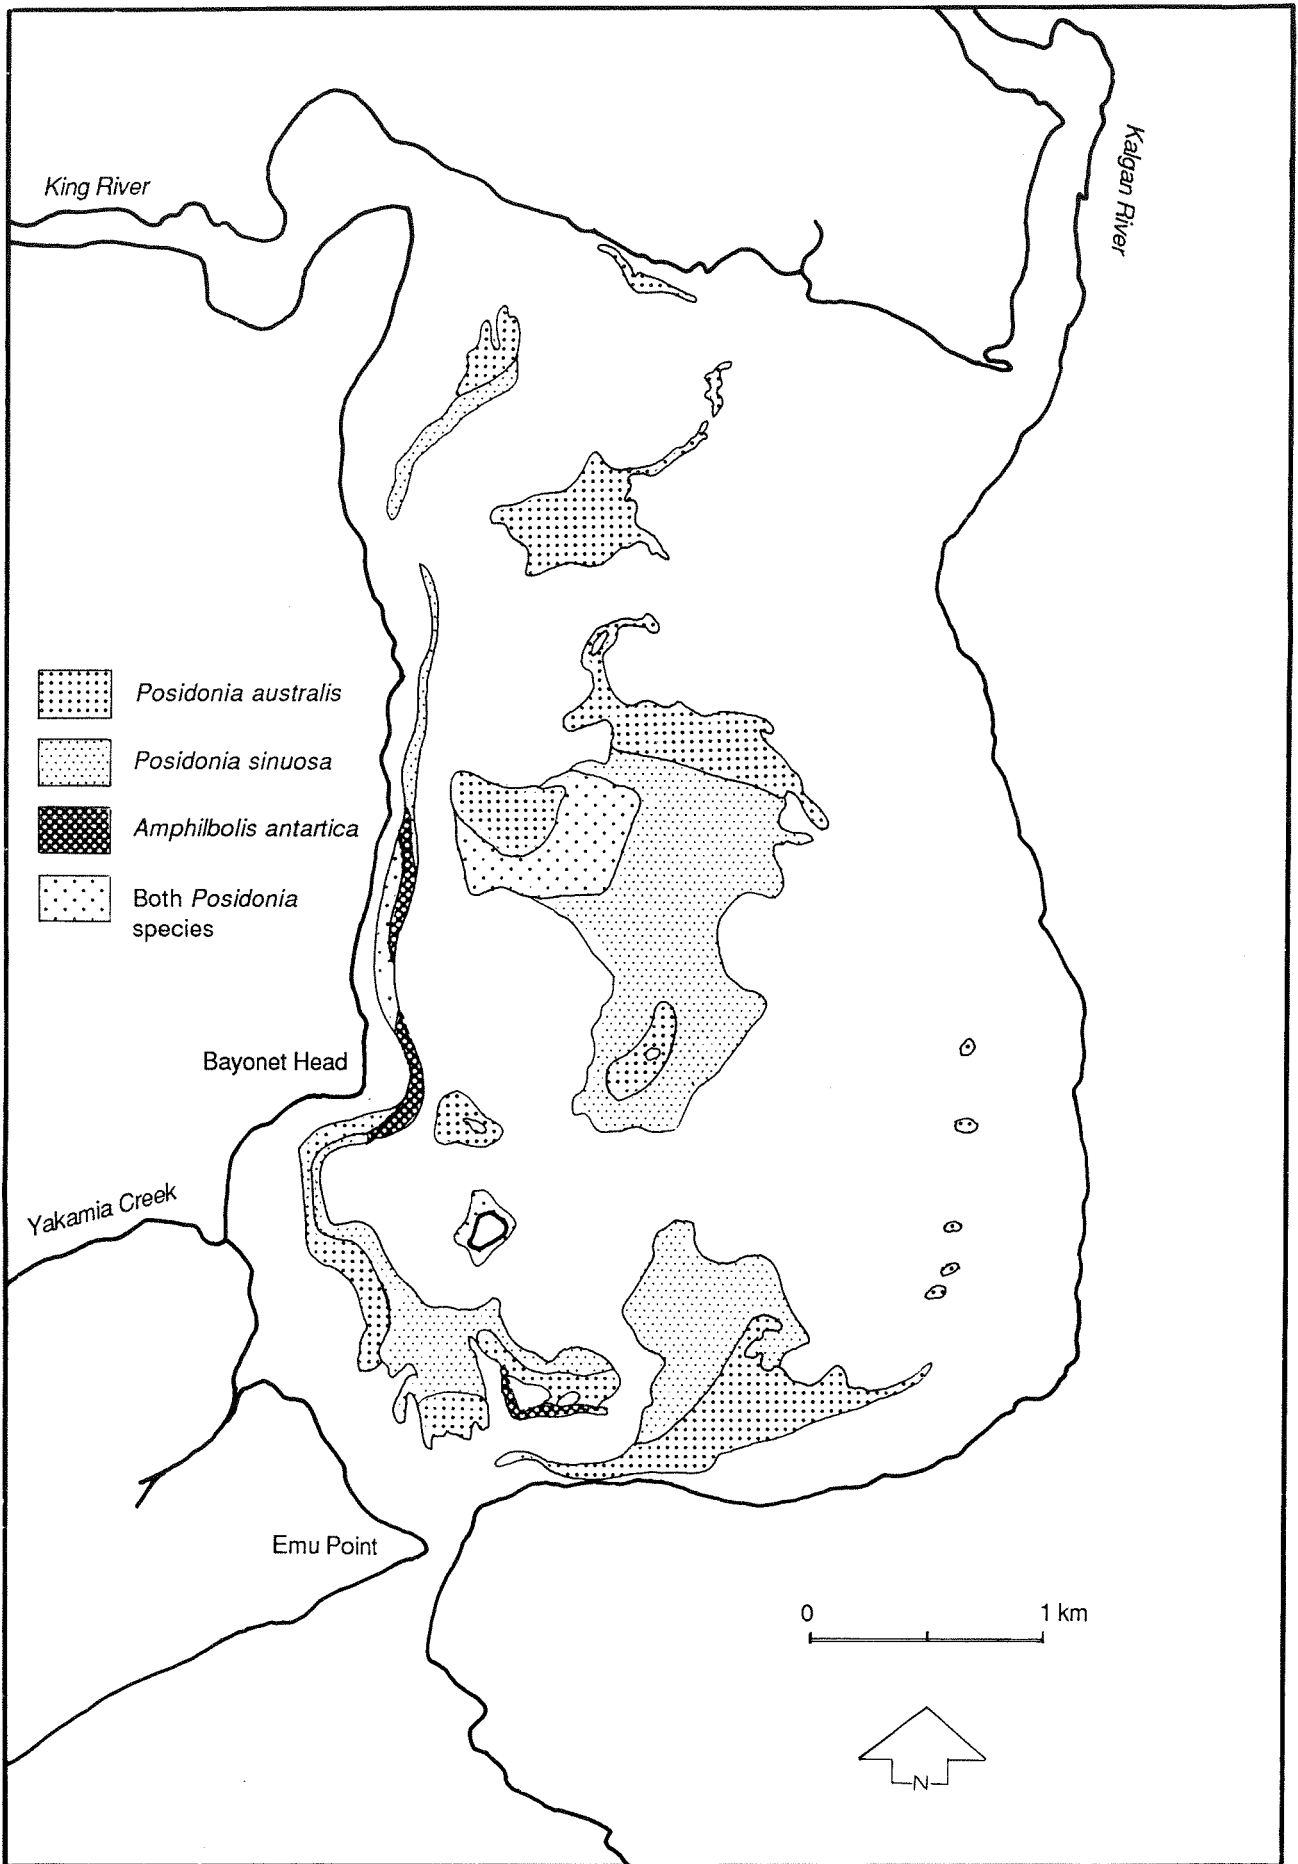 King River
Kalgan River
Posidonia australis
Posidonia sinuosa
Amphilbolis antartica
Both Posidonia
species
Bayonet Head
Yakamia Creek
Emu Point
0 1 km
N